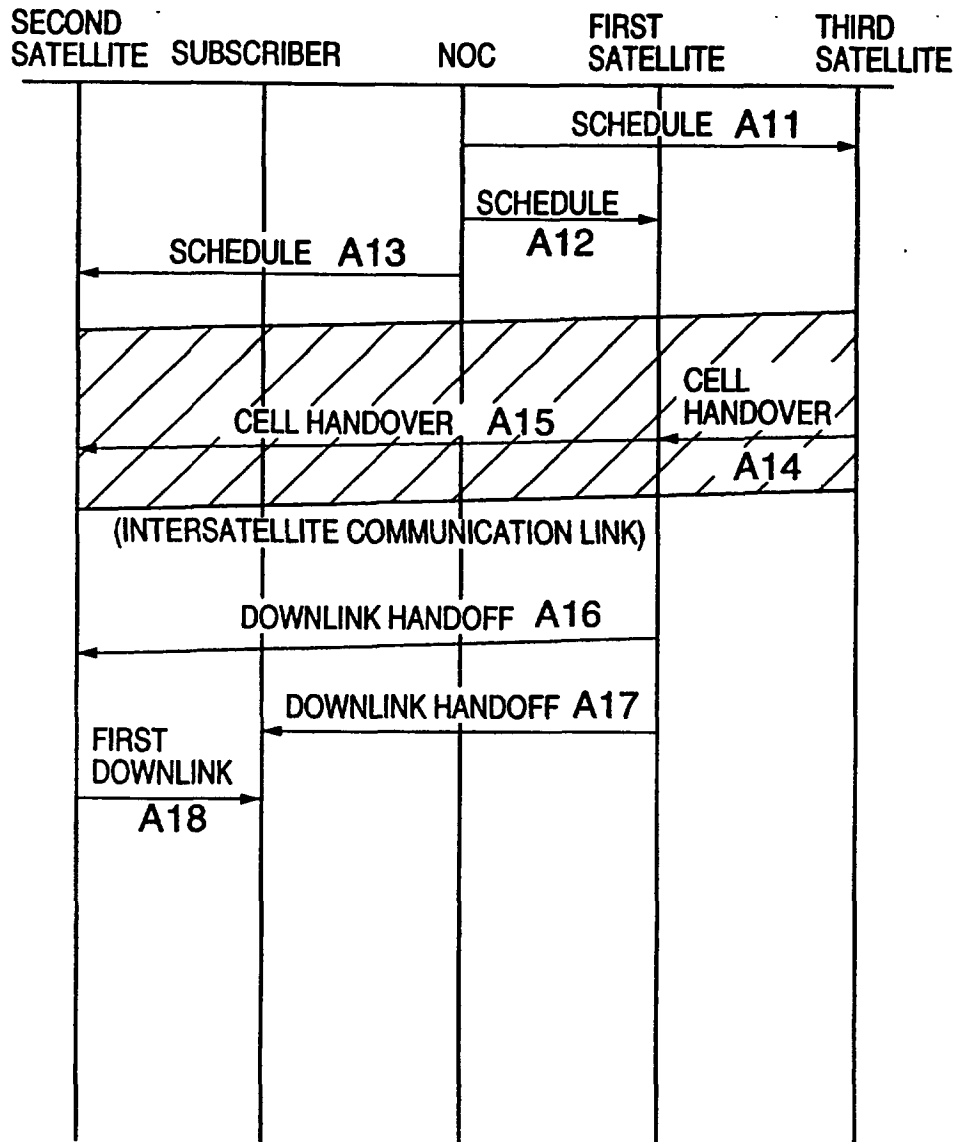 SECOND
SATELLITE
SUBSCRIBER
NOC
FIRST
SATELLITE
THIRD
SATELLITE
SCHEDULE A11
SCHEDULE
A12
SCHEDULE A13
CELL
HANDOVER
A14
CELL HANDOVER A15
(INTERSATELLITE COMMUNICATION LINK)
DOWNLINK HANDOFF A16
DOWNLINK HANDOFF A17
FIRST
DOWNLINK
A18